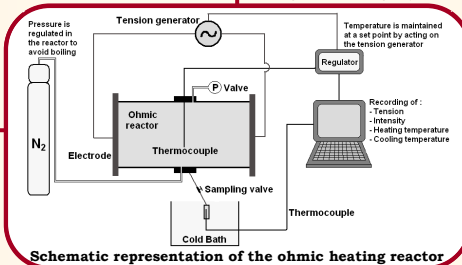 Pressure is
regulated in
the reactor to
avoid boiling
Tension generator
Temperature is maintained
at a set point by acting on
the tension generator
Regulator
P
Valve
Ohmic
reactor
Recording of :
- Tension
- Intensity
- Heating temperature
- Cooling temperature
N2
Electrode
Thermocouple
Sampling valve
Thermocouple
Cold Bath
Schematic representation of the ohmic heating reactor